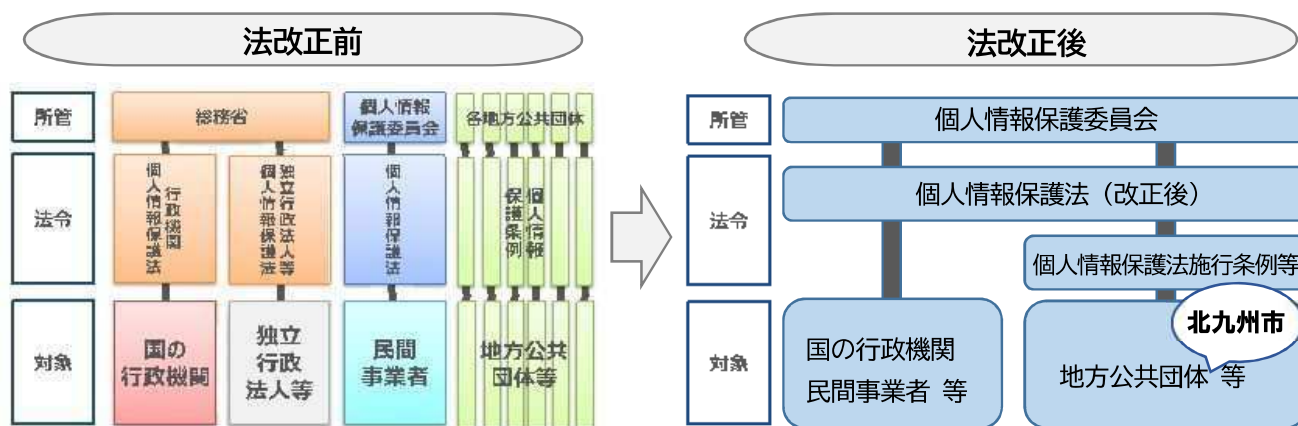 法改正前
所管
総務省
個人情報
保護委員会
各地方公共団体
法令
行政機関
個人情報保護法
独立行政法人等
個人情報保護法
個人情報保護法
個人情報
保護条例
対象
国の
行政機関
独立
行政
法人等
民間
事業者
地方公共
団体等
法改正後
所管
個人情報保護委員会
法令
個人情報保護法（改正後）
個人情報保護法施行条例等
対象
国の行政機関
民間事業者 等
北九州市
地方公共団体 等